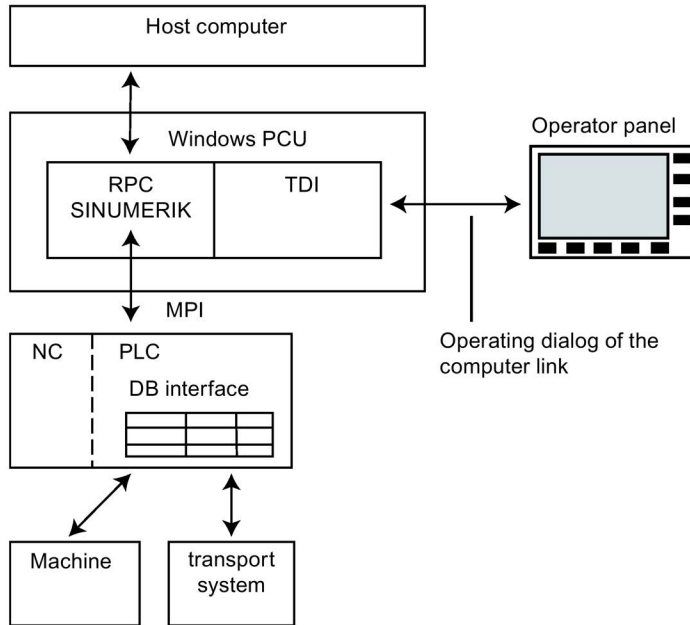 Host computer
Windows PCU
Operator panel
RPC
SINUMERIK
TDI
MPI
Operating dialog of the
computer link
NC
PLC
DB interface
Machine
transport
system